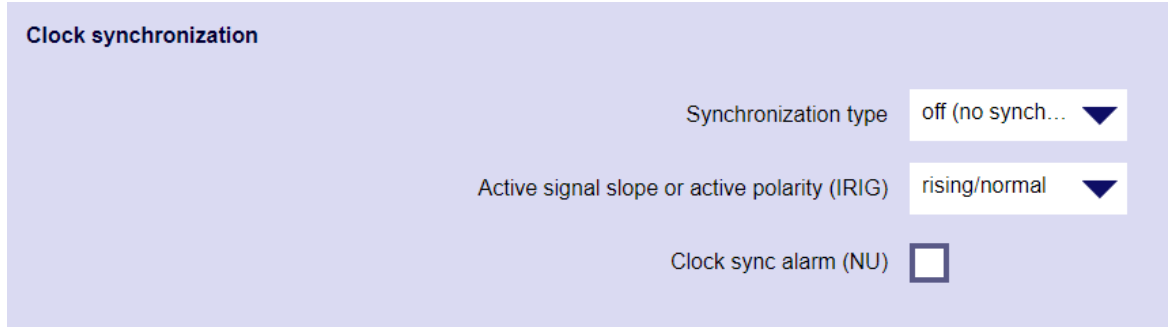 Clock synchronization
Synchronization type off (no synch...
Active signal slope or active polarity (IRIG) rising/normal
Clock sync alarm (NU)